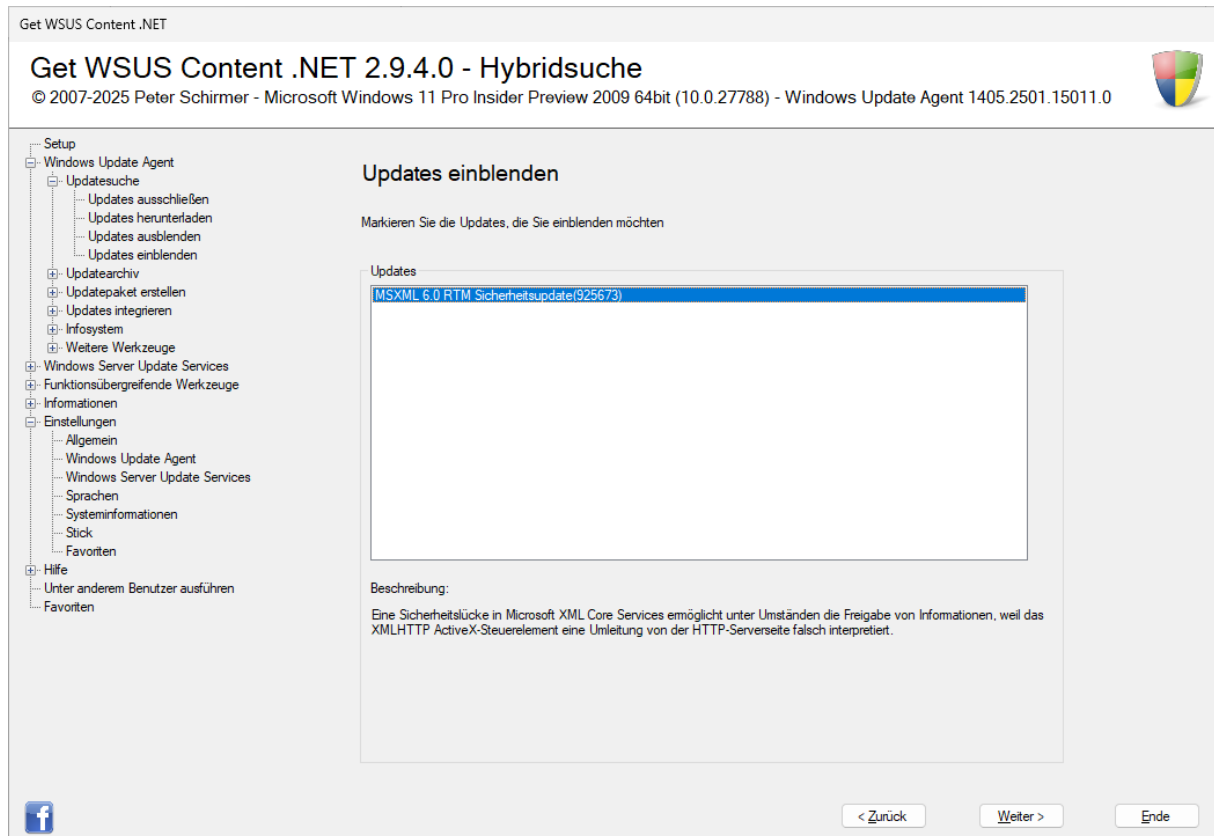 Get WSUS Content .NET
Get WSUS Content .NET 2.9.4.0 - Hybridsuche
© 2007-2025 Peter Schirmer - Microsoft Windows 11 Pro Insider Preview 2009 64bit (10.0.27788) - Windows Update Agent 1405.2501.15011.0
Setup
Windows Update Agent
Updatesuche
Updates ausschließen
Updates herunterladen
Updates ausblenden
Updates einblenden
Updatearchiv
Updatepaket erstellen
Updates integrieren
Infosystem
Weitere Werkzeuge
Windows Server Update Services
Funktionsübergreifende Werkzeuge
Informationen
Einstellungen
Allgemein
Windows Update Agent
Windows Server Update Services
Sprachen
Systeminformationen
Stick
Favoriten
Hilfe
Unter anderem Benutzer ausführen
Favoriten
Updates einblenden
Markieren Sie die Updates, die Sie einblenden möchten
Updates
MSXML 6.0 RTM Sicherheitsupdate(925673)
Beschreibung:
Eine Sicherheitslücke in Microsoft XML Core Services ermöglicht unter Umständen die Freigabe von Informationen, weil das
XMLHTTP ActiveX-Steuerelement eine Umleitung von der HTTP-Serverseite falsch interpretiert.
f
< Zurück
Weiter >
Ende